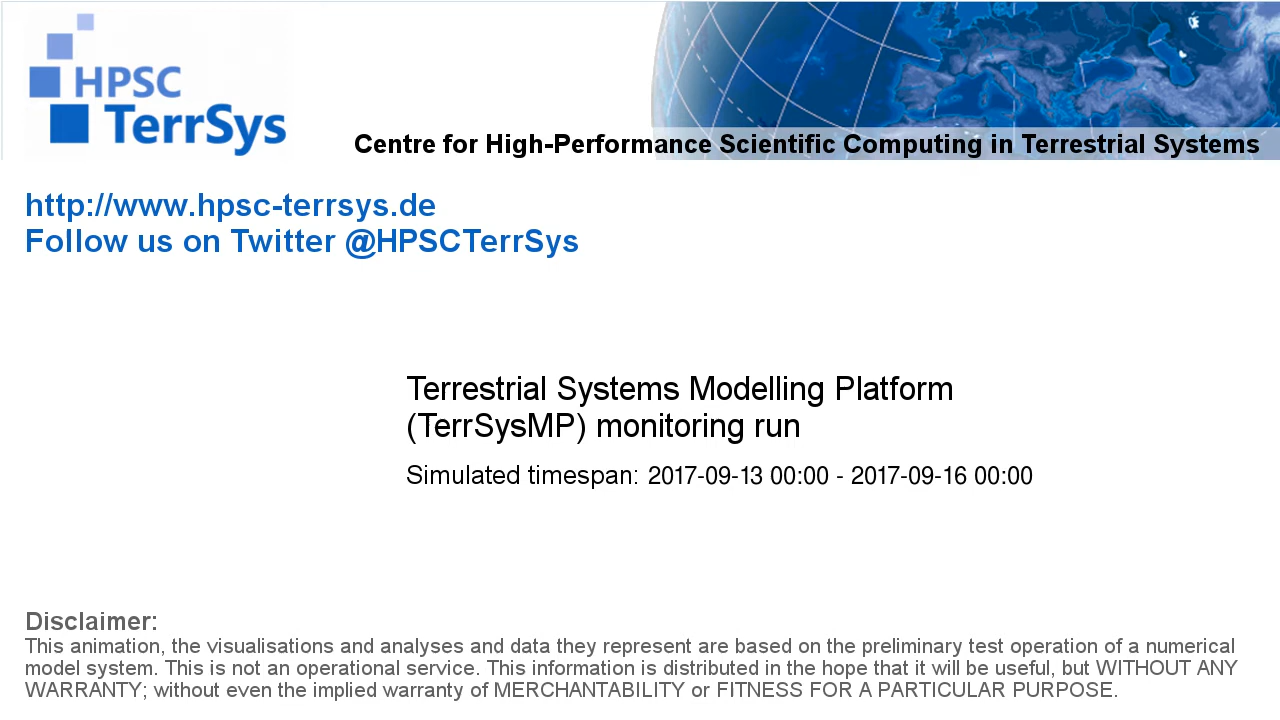 HPSC
TerrSys
Centre for High-Performance Scientific Computing in Terrestrial Systems
http://www.hpsc-terrsys.de
Follow us on Twitter @HPSCTerrSys
Terrestrial Systems Modelling Platform
(TerrSysMP) monitoring run
Simulated timespan: 2017-09-13 00:00 - 2017-09-16 00:00
Disclaimer:
This animation, the visualisations and analyses and data they represent are based on the preliminary test operation of a numerical
model system. This is not an operational service. This information is distributed in the hope that it will be useful, but WITHOUT ANY
WARRANTY; without even the implied warranty of MERCHANTABILITY or FITNESS FOR A PARTICULAR PURPOSE.